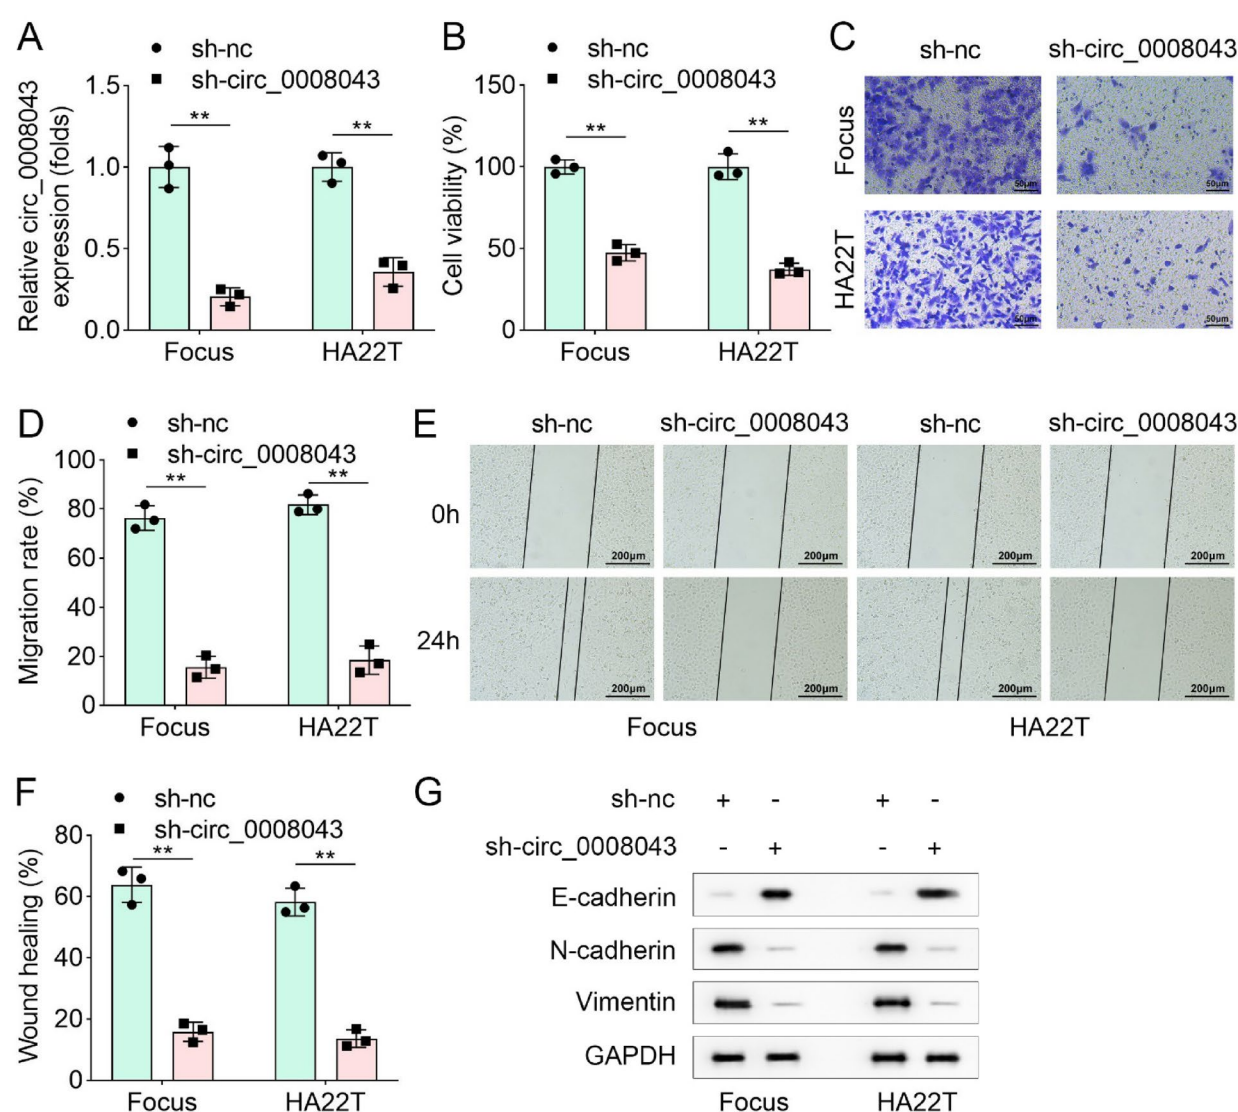 A
sh-nc
sh-circ_0008043
Relative circ_0008043
expression (folds)
1.5
1.0
0.5
0.0
**
**
Focus
HA22T
B
sh-nc
sh-circ_0008043
Cell viability (%)
150
100
50
0
**
**
Focus
HA22T
C
sh-nc
sh-circ_0008043
Focus
50μm
50μm
HA22T
50μm
50μm
D
sh-nc
sh-circ_0008043
Migration rate (%)
100
80
60
40
20
0
**
**
Focus
HA22T
E
sh-nc
sh-circ_0008043
sh-nc
sh-circ_0008043
0h
200μm
200μm
200μm
200μm
24h
200μm
200μm
200μm
200μm
Focus
HA22T
F
sh-nc
sh-circ_0008043
Wound healing (%)
80
60
40
20
0
**
**
Focus
HA22T
G
sh-nc + - + -
sh-circ_0008043 - + - +
E-cadherin
N-cadherin
Vimentin
GAPDH
Focus
HA22T